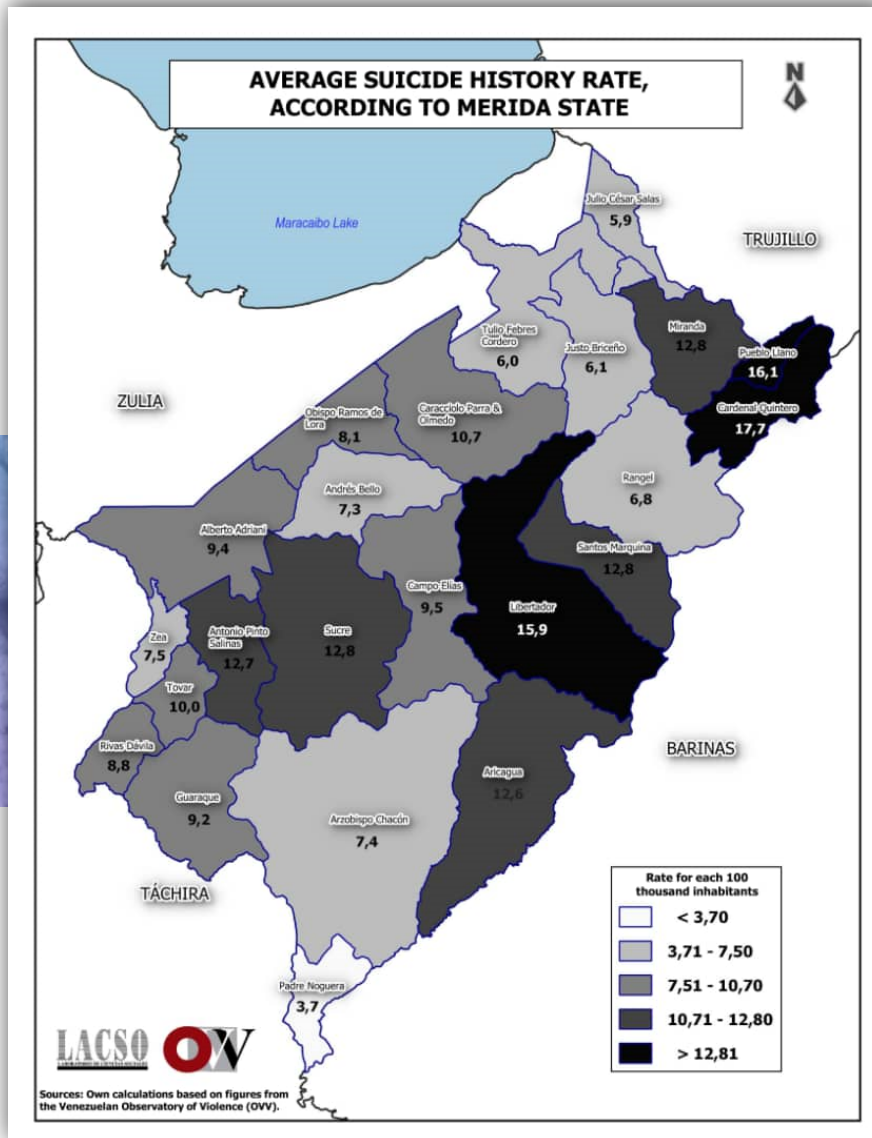 AVERAGE SUICIDE HISTORY RATE,
ACCORDING TO MERIDA STATE
N
Maracaibo Lake
Julio César Salas
5,9
TRUJILLO
Tulio Febres
Cordero
6,0
Justo Briceño
6,1
Miranda
12,8
Pueblo Llano
16,1
Cardenal Quintero
17,7
ZULIA
Obispo Ramos de
Lora
8,1
Caracciolo Parra &
Olmedo
10,7
Andrés Bello
7,3
Rangel
6,8
Alberto Adriani
9,4
Santos Marquina
12,8
Campo Elías
9,5
Libertador
15,9
Zea
7,5
Antonio Pinto
Salinas
12,7
Sucre
12,8
Tovar
10,0
Rivas Dávila
8,8
Guaraque
9,2
BARINAS
Aricagua
12,6
Arzobispo Chacón
7,4
TÁCHIRA
Padre Noguera
3,7
Rate for each 100
thousand inhabitants
< 3,70
3,71 - 7,50
7,51 - 10,70
10,71 - 12,80
> 12,81
LACSO
OVV
Sources: Own calculations based on figures from
the Venezuelan Observatory of Violence (OVV).